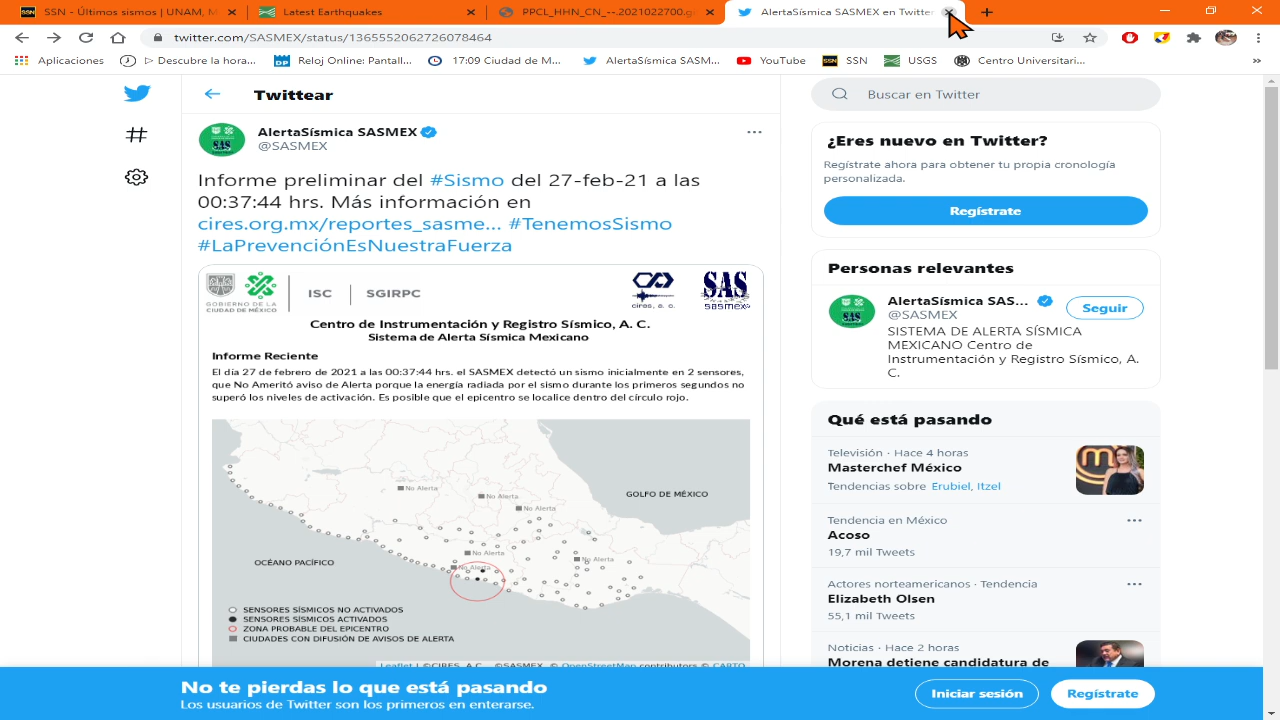 SSN - Últimos sismos | UNAM, M
Latest Earthquakes
PPCL_HHN_CN_--.2021022700.gi
AlertaSísmica SASMEX en Twitter
twitter.com/SASMEX/status/1365552062726078464
Aplicaciones
▷ Descubre la hora...
Reloj Online: Pantall...
17:09 Ciudad de M...
AlertaSísmica SASM...
YouTube
SSN
USGS
Centro Universitari...
»
Twittear
AlertaSísmica SASMEX
@SASMEX
Informe preliminar del #Sismo del 27-feb-21 a las
00:37:44 hrs. Más información en
cires.org.mx/reportes_sasme... #TenemosSismo
#LaPrevenciónEsNuestraFuerza
GOBIERNO DE LA
CIUDAD DE MÉXICO
ISC
SGIRPC
cires, a. c.
SAS
sasmex
Centro de Instrumentación y Registro Sísmico, A. C.
Sistema de Alerta Sísmica Mexicano
Informe Reciente
El día 27 de febrero de 2021 a las 00:37:44 hrs. el SASMEX detectó un sismo inicialmente en 2 sensores,
que No Ameritó aviso de Alerta porque la energía radiada por el sismo durante los primeros segundos no
superó los niveles de activación. Es posible que el epicentro se localice dentro del círculo rojo.
No Alerta
No Alerta
GOLFO DE MÉXICO
No Alerta
No Alerta
No Alerta
OCÉANO PACÍFICO
No Alerta
SENSORES SÍSMICOS NO ACTIVADOS
SENSORES SÍSMICOS ACTIVADOS
ZONA PROBABLE DEL EPICENTRO
CIUDADES CON DIFUSIÓN DE AVISOS DE ALERTA
Leaflet | ©CIRES, A.C., ©SASMEX, © OpenStreetMap contributors © CARTO
Buscar en Twitter
¿Eres nuevo en Twitter?
Regístrate ahora para obtener tu propia cronología
personalizada.
Regístrate
Personas relevantes
AlertaSísmica SAS...
@SASMEX
Seguir
SISTEMA DE ALERTA SÍSMICA
MEXICANO Centro de
Instrumentación y Registro Sísmico, A.
C.
Qué está pasando
Televisión · Hace 4 horas
Masterchef México
Tendencias sobre Erubiel, Itzel
Tendencia en México
Acoso
19,7 mil Tweets
Actores norteamericanos · Tendencia
Elizabeth Olsen
55,1 mil Tweets
Noticias · Hace 2 horas
Morena detiene candidatura de
No te pierdas lo que está pasando
Los usuarios de Twitter son los primeros en enterarse.
Iniciar sesión
Regístrate